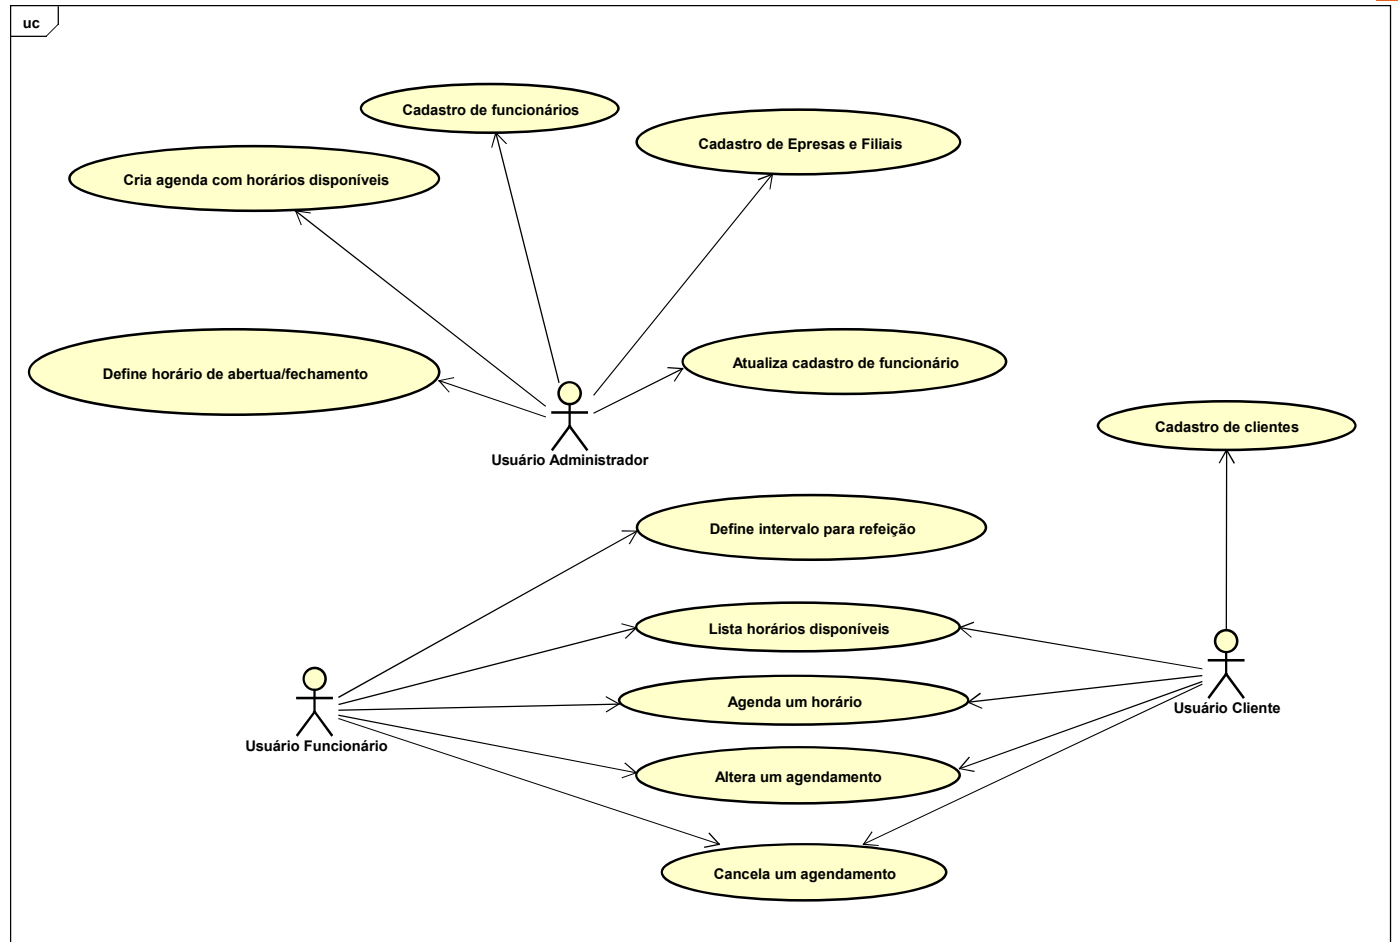 uc
Cadastro de funcionários
Cadastro de Epresas e Filiais
Cria agenda com horários disponíveis
Define horário de abertua/fechamento
Atualiza cadastro de funcionário
Usuário Administrador
Cadastro de clientes
Define intervalo para refeição
Lista horários disponíveis
Agenda um horário
Usuário Cliente
Usuário Funcionário
Altera um agendamento
Cancela um agendamento